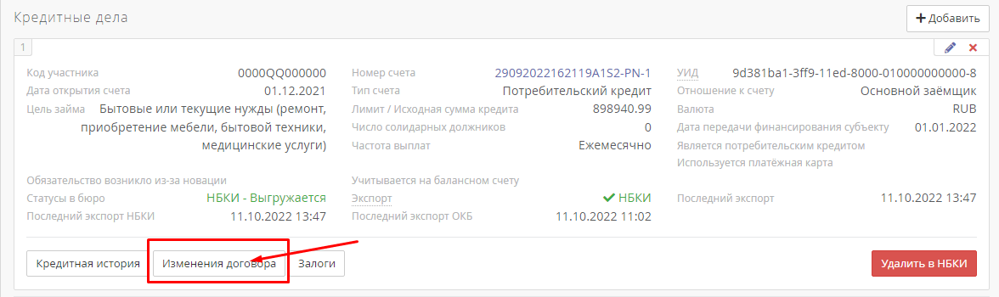 Кредитные дела
+ Добавить
1
Код участника 0000QQ000000 Номер счета 29092022162119A1S2-PN-1 УИД 9d381ba1-3ff9-11ed-8000-010000000000-8
Дата открытия счета 01.12.2021 Тип счета Потребительский кредит Отношение к счету Основной заёмщик
Цель займа Бытовые или текущие нужды (ремонт, Лимит / Исходная сумма кредита 898940.99 Валюта RUB
приобретение мебели, бытовой техники, Число солидарных должников 0 Дата передачи финансирования субъекту 01.01.2022
медицинские услуги) Частота выплат Ежемесячно Является потребительским кредитом
Используется платёжная карта
Обязательство возникло из-за новации Учитывается на балансном счету
Статусы в бюро НБКИ - Выгружается Экспорт НБКИ Последний экспорт 11.10.2022 13:47
Последний экспорт НБКИ 11.10.2022 13:47 Последний экспорт ОКБ 11.10.2022 11:02
Кредитная история Изменения договора Залоги Удалить в НБКИ